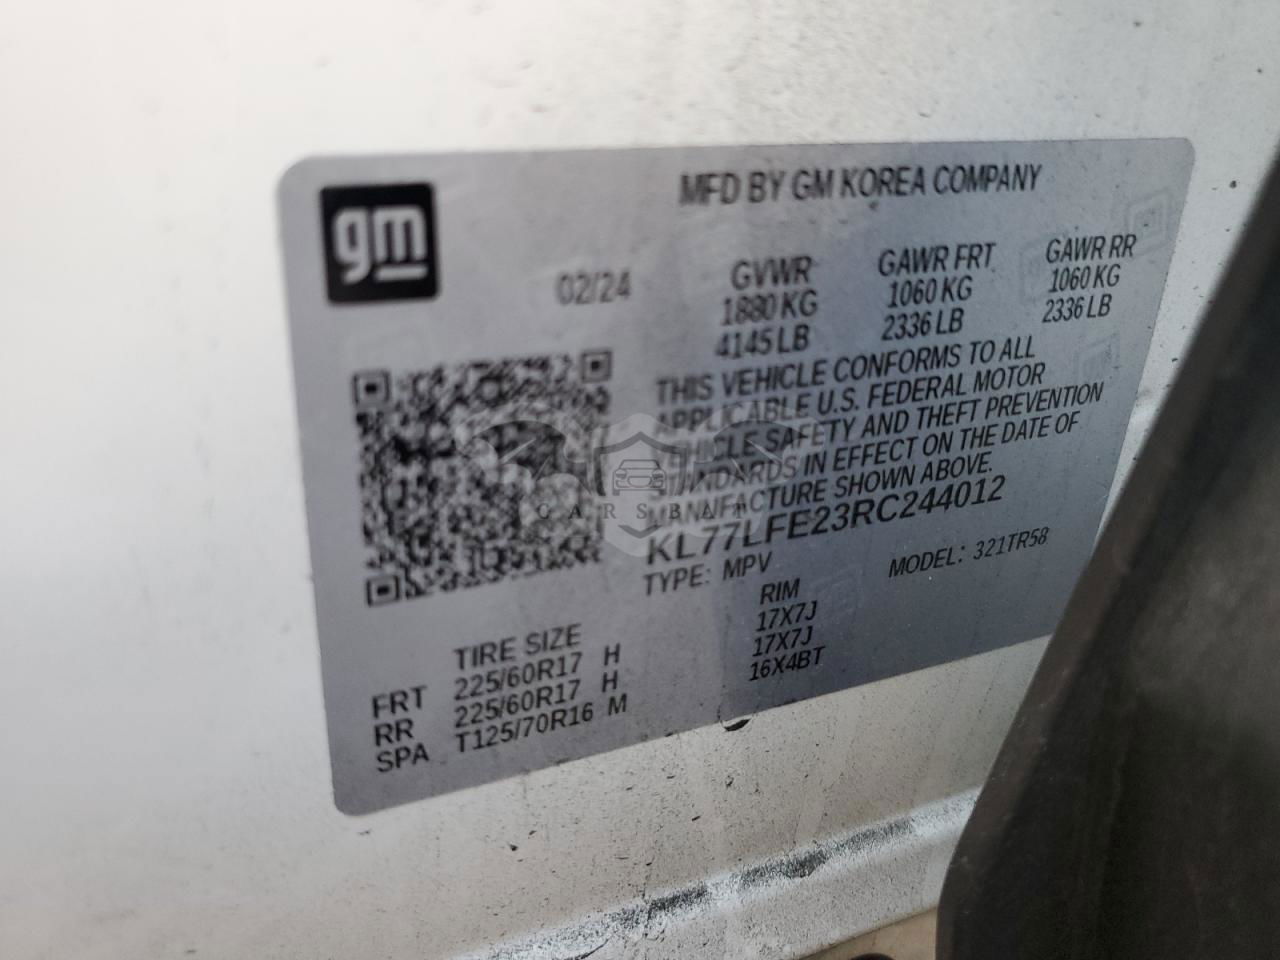 gm
MFD BY GM KOREA COMPANY
02/24
GVWR
1880 KG
4145 LB
GAWR FRT
1060 KG
2336 LB
GAWR RR
1060 KG
2336 LB
THIS VEHICLE CONFORMS TO ALL
APPLICABLE U.S. FEDERAL MOTOR
VEHICLE SAFETY AND THEFT PREVENTION
STANDARDS IN EFFECT ON THE DATE OF
MANUFACTURE SHOWN ABOVE.
KL77LFE23RC244012
TYPE: MPV
MODEL: 321TR58
TIRE SIZE
RIM
FRT 225/60R17 H 17X7J
RR 225/60R17 H 17X7J
SPA T125/70R16 M 16X4BT